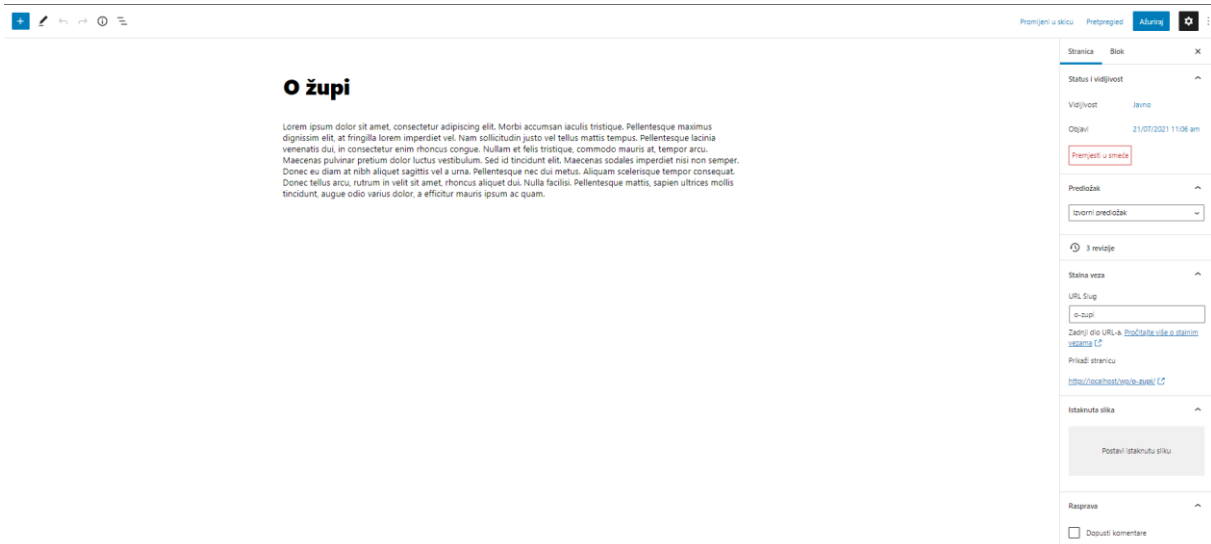 Promijeni u skicu Pretpregled Ažuriraj
Stranica Blok
Status i vidljivost
O župi
Vidljivost Javno
Lorem ipsum dolor sit amet, consectetur adipiscing elit. Morbi accumsan iaculis tristique. Pellentesque maximus
dignissim elit, at fringilla lorem imperdiet vel. Nam sollicitudin justo vel tellus mattis tempus. Pellentesque lacinia
venenatis dui, in consectetur enim rhoncus congue. Nullam et felis tristique, commodo mauris at, tempor arcu.
Maecenas pulvinar pretium dolor luctus vestibulum. Sed id tincidunt elit. Maecenas sodales imperdiet nisi non semper.
Donec eu diam at nibh aliquet sagittis vel a urna. Pellentesque nec dui metus. Aliquam scelerisque tempor consequat.
Donec tellus arcu, rutrum in velit sit amet, rhoncus aliquet dui. Nulla facilisi. Pellentesque mattis, sapien ultrices mollis
tincidunt, augue odio varius dolor, a efficitur mauris ipsum ac quam.
Objavi 21/07/2021 11:06 am
Premjesti u smeće
Predložak
Izvorni predložak
3 revizije
Stalna veza
URL Slug
o-zupi
Zadnji dio URL-a. Pročitajte više o stalnim
vezama
Prikaži stranicu
http://localhost/wp/o-zupi/
Istaknuta slika
Postavi istaknutu sliku
Rasprava
Dopusti komentare